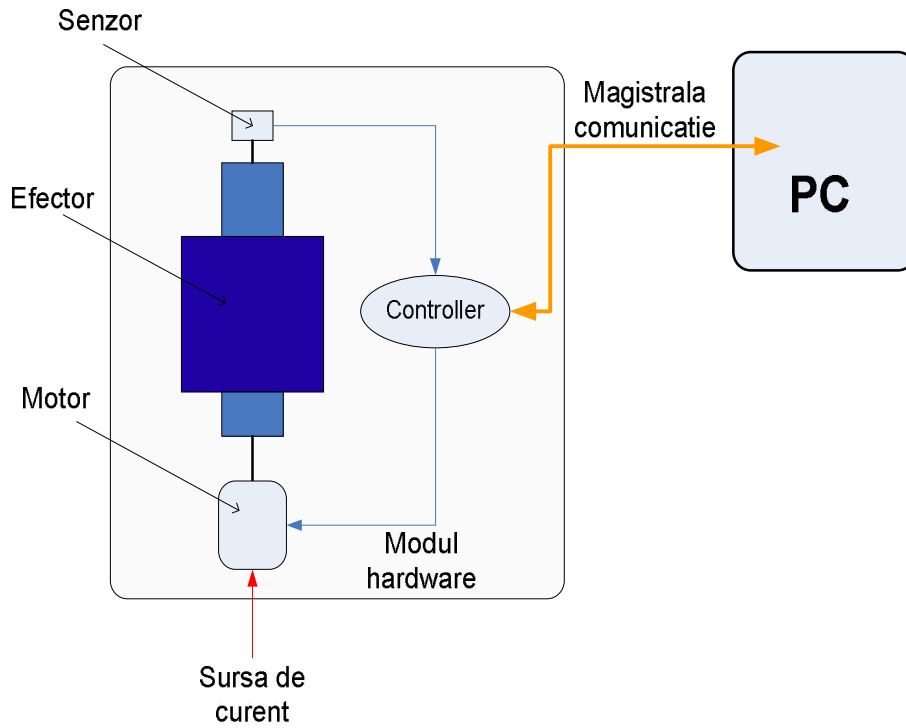 Senzor
Magistrala
comunicatie
PC
Efector
Controller
Motor
Modul
hardware
Sursa de
curent